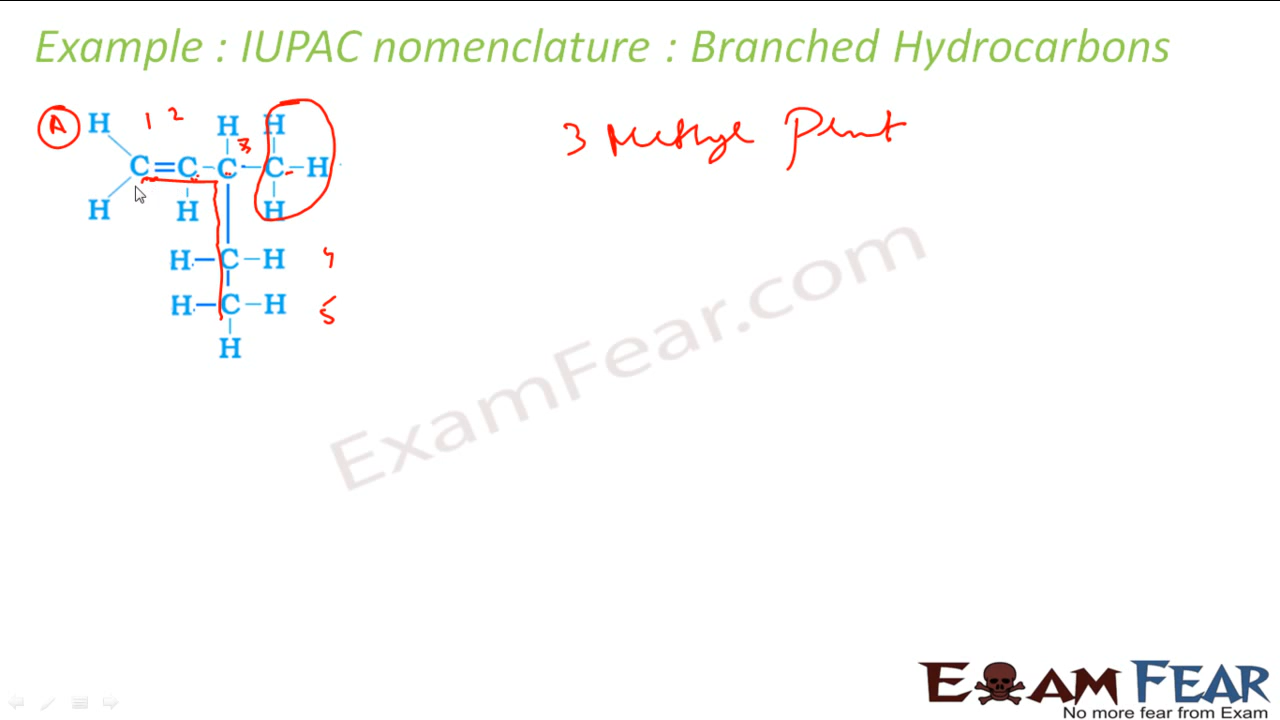 Example : IUPAC nomenclature : Branched Hydrocarbons
A H 1 2 H H 3 Methyl Pent
3
C=C-C-C-H
H H H
H-C-H 4
H-C-H 5
H
ExamFear.com
EXAM FEAR
No more fear from Exam